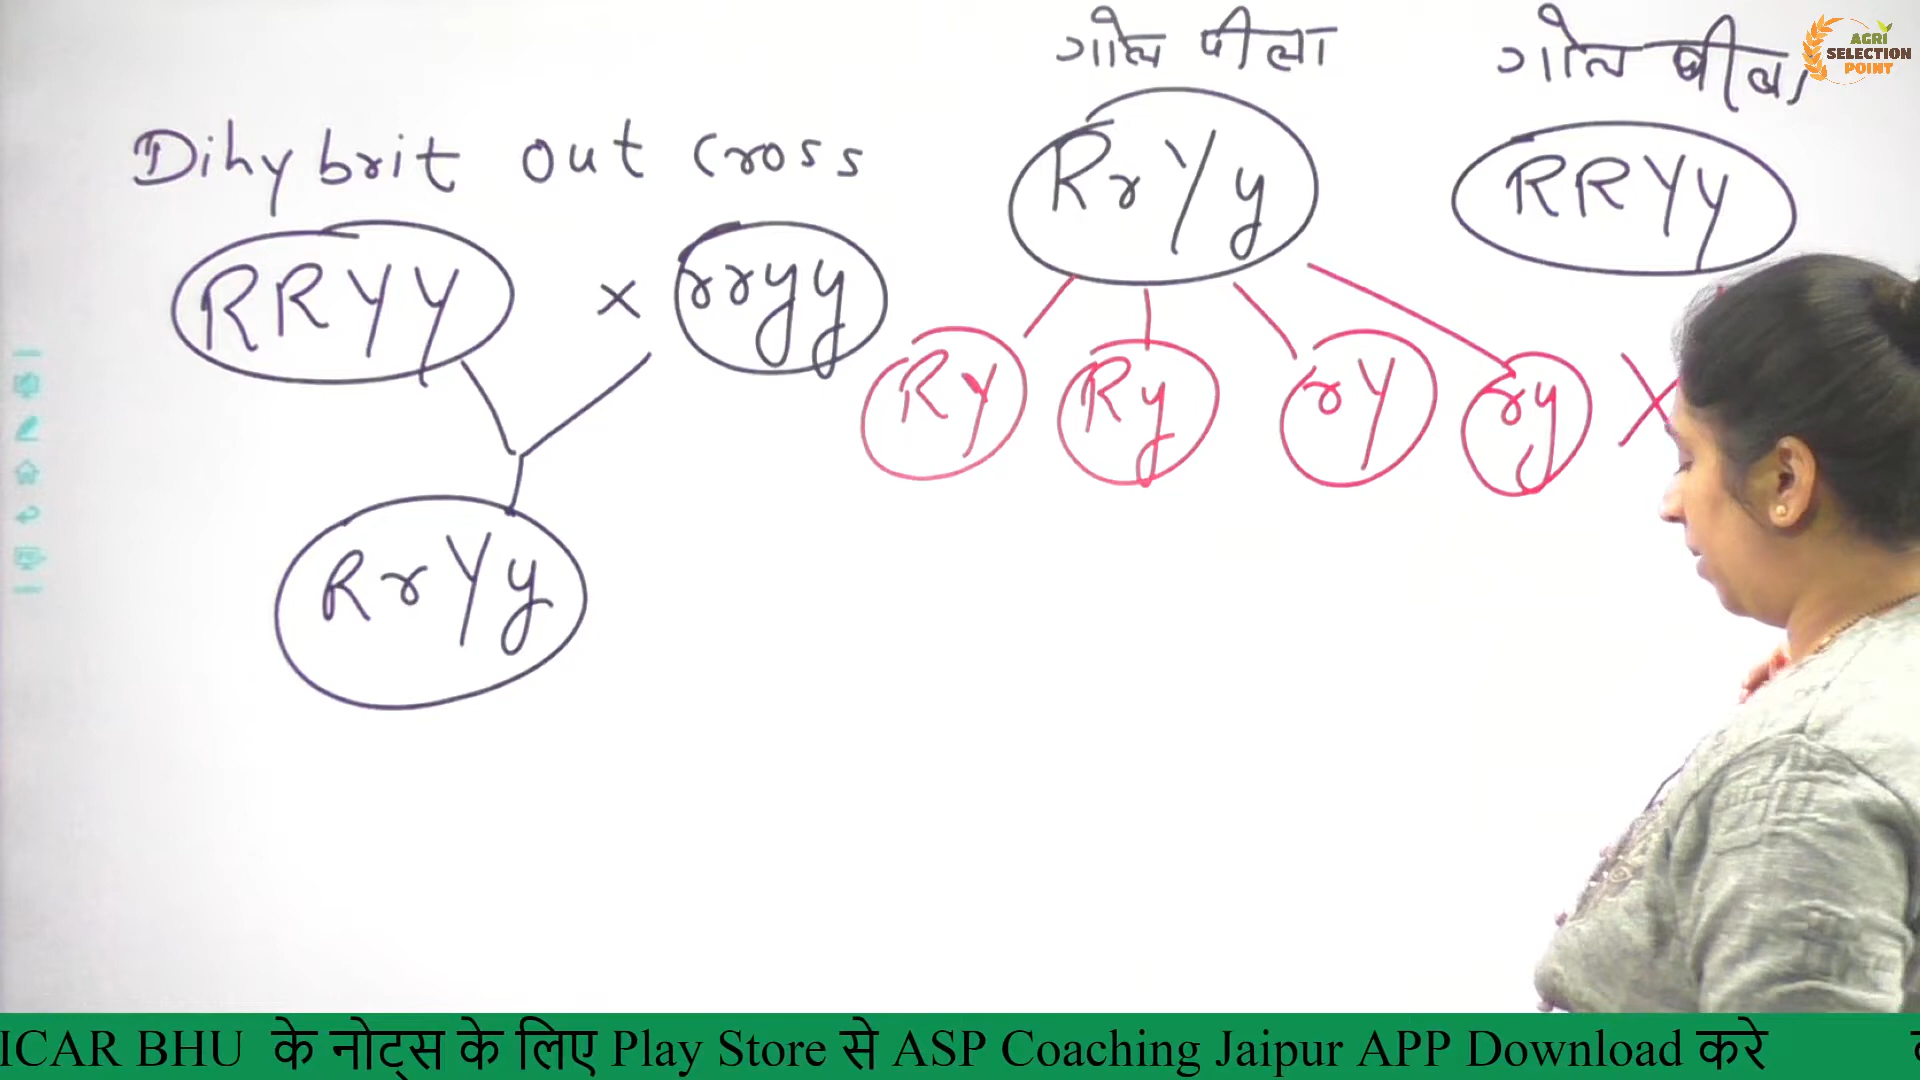 गोल पीला
गोल पीला
AGRI
SELECTION
POINT
Dihybrit out Cross
RrYy
RRYY
RRYY × rryy
RY Ry rY ry ×
RrYy
ICAR BHU के नोट्स के लिए Play Store से ASP Coaching Jaipur APP Download करे